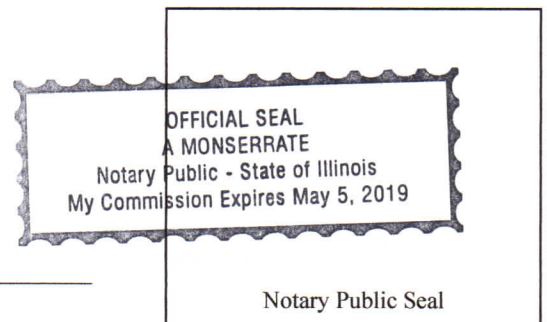 OFFICIAL SEAL
A MONSERRATE
Notary Public - State of Illinois
My Commission Expires May 5, 2019
Notary Public Seal